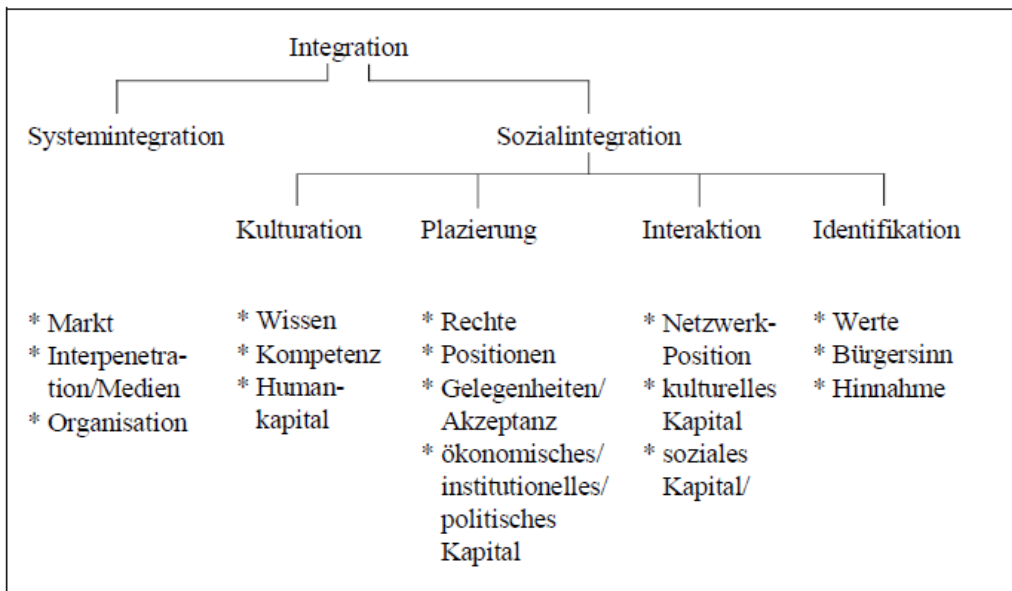 Integration
Systemintegration
Sozialintegration
Kulturation
Plazierung
Interaktion
Identifikation
* Markt
* Interpenetra-
tion/Medien
* Organisation
* Wissen
* Kompetenz
* Human-
kapital
* Rechte
* Positionen
* Gelegenheiten/
Akzeptanz
* ökonomisches/
institutionelles/
politisches
Kapital
* Netzwerk-
Position
* kulturelles
Kapital
* soziales
Kapital/
* Werte
* Bürgersinn
* Hinnahme